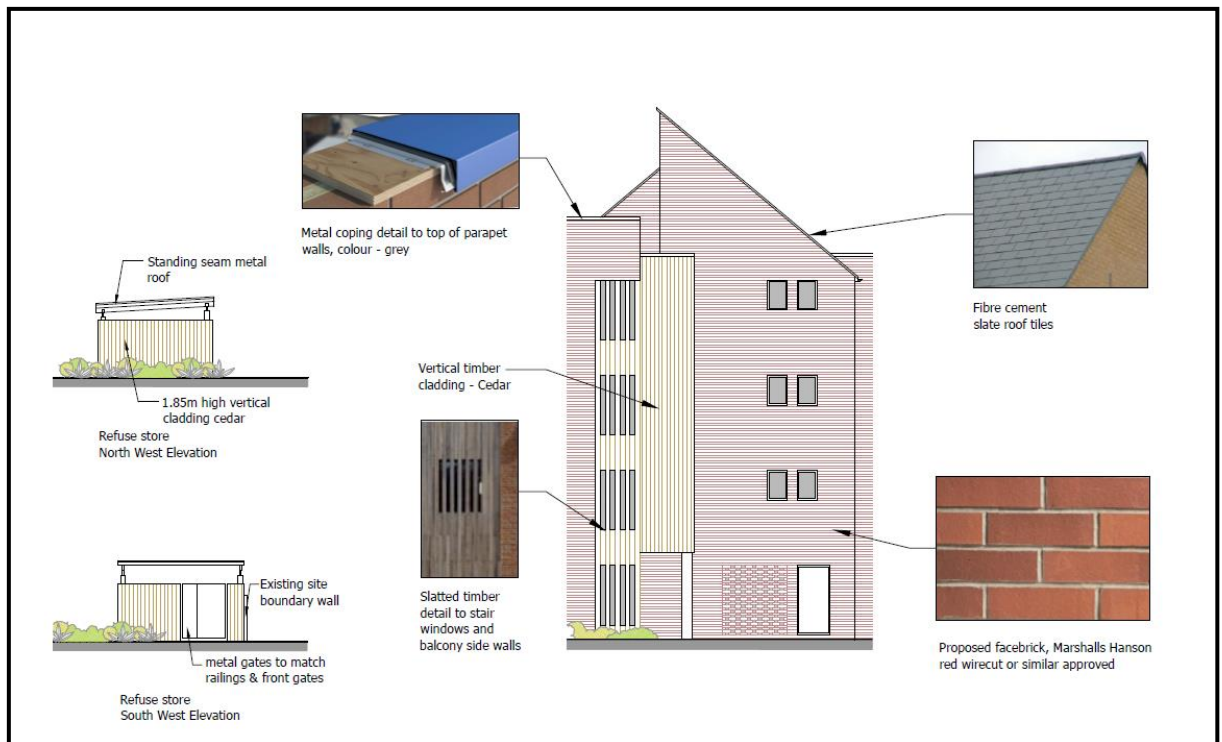 Metal coping detail to top of parapet
walls, colour - grey
Standing seam metal
roof
Fibre cement
slate roof tiles
Vertical timber
cladding - Cedar
1.85m high vertical
cladding cedar
Refuse store
North West Elevation
Existing site
boundary wall
Slatted timber
detail to stair
windows and
balcony side walls
metal gates to match
railings & front gates
Proposed facebrick, Marshalls Hanson
red wirecut or similar approved
Refuse store
South West Elevation